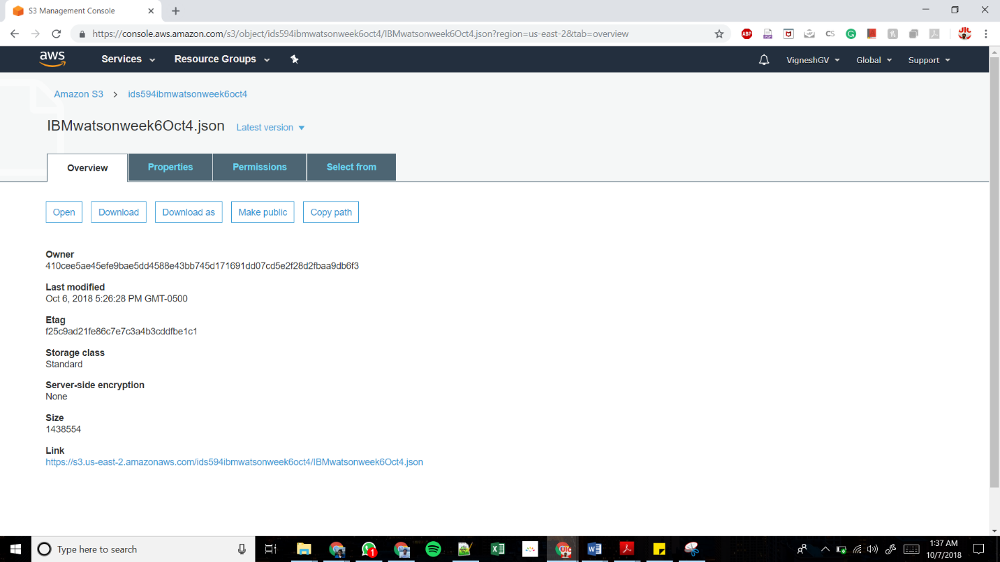 S3 Management Console
https://console.aws.amazon.com/s3/object/ids594ibmwatsonweek6oct4/IBMwatsonweek6Oct4.json?region=us-east-2&tab=overview
ABP
CS
aws
Services
Resource Groups
VigneshGV
Global
Support
Amazon S3 > ids594ibmwatsonweek6oct4
IBMwatsonweek6Oct4.json
Latest version
Overview
Properties
Permissions
Select from
Open
Download
Download as
Make public
Copy path
Owner
410cee5ae45efe9bae5dd4588e43bb745d171691dd07cd5e2f28d2fbaa9db6f3
Last modified
Oct 6, 2018 5:26:28 PM GMT-0500
Etag
f25c9ad21fe86c7e7c3a4b3cddfbe1c1
Storage class
Standard
Server-side encryption
None
Size
1438554
Link
https://s3.us-east-2.amazonaws.com/ids594ibmwatsonweek6oct4/IBMwatsonweek6Oct4.json
Type here to search
1
1:37 AM
10/7/2018